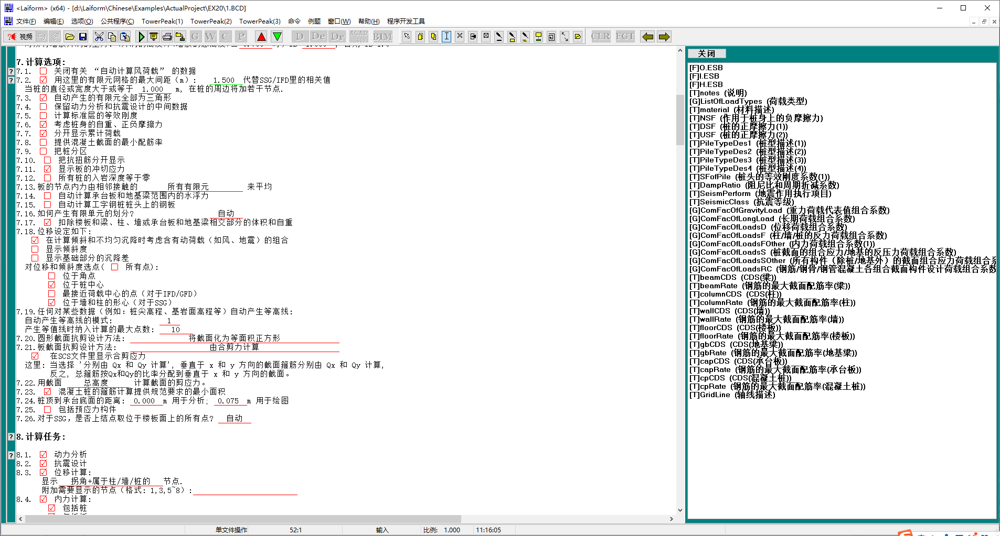 <Laiform> (x64) - [d:\Laiform\Chinese\Examples\ActualProject\EX20\1.BCD]
文件(F) 编辑(E) 选项(O) 公共程序(C) TowerPeak(1) TowerPeak(2) TowerPeak(3) 命令 例题 窗口(W) 帮助(H) 程序开发工具
视频 G W C P D De Dr ACAD BIM CLR FGT
7.计算选项:
7.1. 关闭有关 “自动计算风荷载” 的数据
7.2. 用这里的有限元网格的最大间距(m): 1.500 代替SSG/IFD里的相关值
当桩的直径或宽度大于或等于 1.000 m, 在桩的周边将加若干节点.
7.3. 自动产生的有限元全部为三角形
7.4. 保留动力分析和抗震设计的中间数据
7.5. 计算标准层的等效刚度
7.6. 考虑桩身的自重、正负摩擦力
7.7. 分开显示累计荷载
7.8. 提供混凝土截面的最小配筋率
7.9. 把桩分区
7.10. 把抗扭筋分开显示
7.11. 显示板的冲切应力
7.12. 所有桩的入岩深度等于零
7.13.板的节点内力由相邻接触的 所有有限元 来平均
7.14. 自动计算承台板和地基梁范围内的水浮力
7.15. 自动计算工字钢桩桩头上的钢板
7.16.如何产生有限单元的划分? 自动
7.17. 扣除楼板和梁、柱、墙或承台板和地基梁相交部分的体积和自重
7.18.位移设定如下:
在计算倾斜和不均匀沉降时考虑含有动荷载(如风、地震)的组合
显示倾斜度
显示基础部分的沉降差
对位移和倾斜度选点( 所有点):
位于角点
位于桩中心
最接近荷载中心的点(对于IFD/GFD)
位于墙和柱的形心(对于SSG)
7.19.任何对某些数据(例如: 桩尖高程、基岩面高程等)自动产生等高线:
自动产生等高线的模式: 1
产生等值线时纳入计算的最大点数: 10
7.20.圆形截面抗剪设计方法: 将截面化为等面积正方形
7.21.板截面抗剪设计方法: 由合剪力计算
在SCS文件里显示合剪应力
这里: 当选择 '分别由 Qx 和 Qy 计算', 垂直于 x 和 y 方向的截面箍筋分别由 Qx 和 Qy 计算,
反之, 总箍筋按Qx和Qy的比率分配到垂直于 x 和 y 方向的截面。
7.22.用截面 总高度 计算截面的剪应力。
7.23. 混凝土桩的箍筋计算提供规范要求的最小面积
7.24.桩顶到承台底面的距离: 0.000 m 用于分析; 0.075 m 用于绘图
7.25. 包括预应力构件
7.26.对于SSG, 是否上结点取位于楼板面上的所有点? 自动
8.计算任务:
8.1. 动力分析
8.2. 抗震设计
8.3. 位移计算:
显示 拐角+属于柱/墙/桩的 节点.
附加需要显示的节点(格式: 1,3,5~8):
8.4. 内力计算:
包括桩
关闭
[F]O.ESB
[F]I.ESB
[F]H.ESB
[T]notes (说明)
[G]ListOfLoadTypes (荷载类型)
[T]material (材料描述)
[T]NSF (作用于桩身上的负摩擦力)
[T]DSF (桩的正摩擦力(1))
[T]USF (桩的正摩擦力(2))
[T]PileTypeDes1 (桩型描述(1))
[T]PileTypeDes2 (桩型描述(2))
[T]PileTypeDes3 (桩型描述(3))
[T]PileTypeDes4 (桩型描述(4))
[T]SFofPile (桩头的等效刚度系数(1))
[T]DampRatio (阻尼比和周期折减系数)
[T]SeismPerform (地震作用执行项目)
[T]SeismicClass (抗震等级)
[G]ComFacOfGravityLoad (重力荷载代表值组合系数)
[G]ComFacOfLongLoad (长期荷载组合系数)
[G]ComFacOfLoadsD (位移荷载组合系数)
[G]ComFacOfLoadsF (柱/墙/桩的反力荷载组合系数)
[G]ComFacOfLoadsFOther (内力荷载组合系数(1))
[G]ComFacOfLoadsS (桩截面的组合应力/地基的反压力荷载组合系数)
[G]ComFacOfLoadsSOther (所有构件（除桩/地基外）的截面组合应力荷载组合系
[G]ComFacOfLoadsRC (钢筋/钢骨/钢管混凝土各组合截面构件设计荷载组合系数
[T]beamCDS (CDS(梁))
[T]beamRate (钢筋的最大截面配筋率(梁))
[T]columnCDS (CDS(柱))
[T]columnRate (钢筋的最大截面配筋率(柱))
[T]wallCDS (CDS(墙))
[T]wallRate (钢筋的最大截面配筋率(墙))
[T]floorCDS (CDS(楼板))
[T]floorRate (钢筋的最大截面配筋率(楼板))
[T]gbCDS (CDS(地基梁))
[T]gbRate (钢筋的最大截面配筋率(地基梁))
[T]capCDS (CDS(承台板))
[T]capRate (钢筋的最大截面配筋率(承台板))
[T]cpCDS (CDS(混凝土桩))
[T]cpRate (钢筋的最大截面配筋率(混凝土桩))
[T]GridLine (轴线描述)
单文件操作 52:1 输入 比例: 1.000 11:16:05